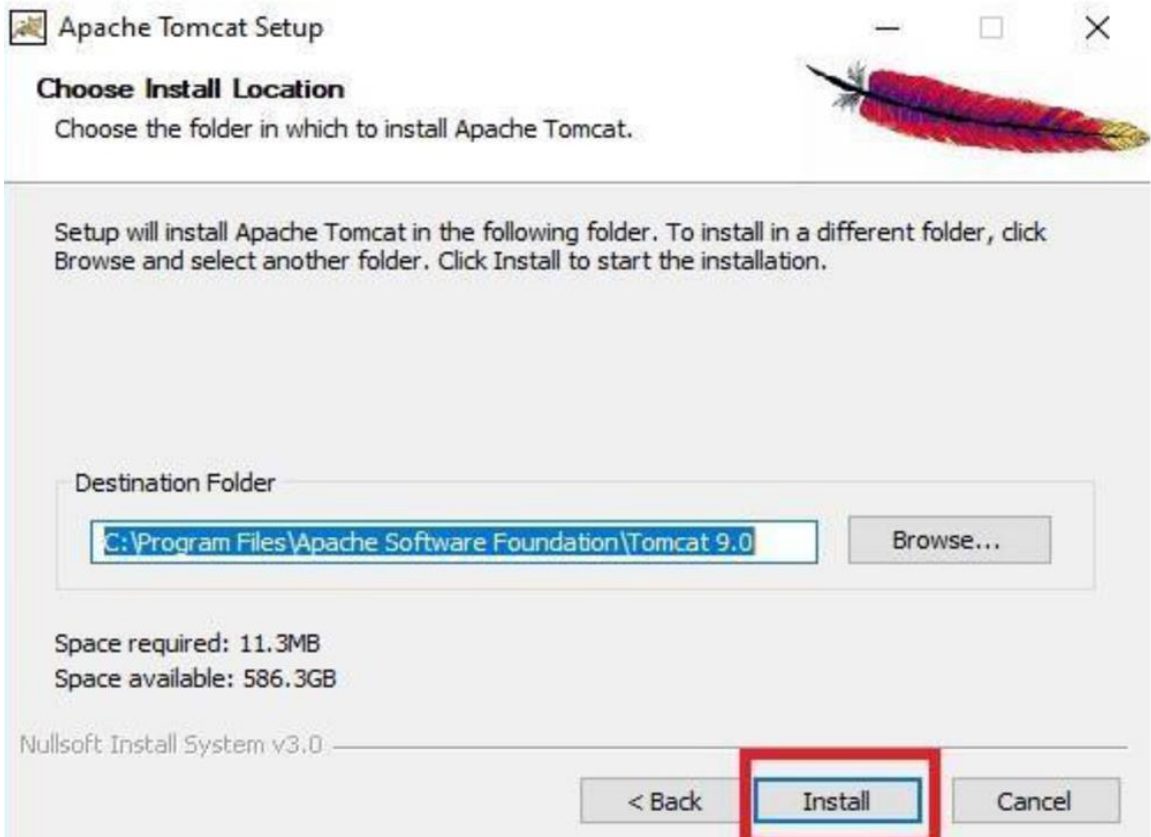 Apache Tomcat Setup
Choose Install Location
Choose the folder in which to install Apache Tomcat.
Setup will install Apache Tomcat in the following folder. To install in a different folder, click
Browse and select another folder. Click Install to start the installation.
Destination Folder
C:\Program Files\Apache Software Foundation\Tomcat 9.0
Browse...
Space required: 11.3MB
Space available: 586.3GB
Nullsoft Install System v3.0
< Back Install Cancel